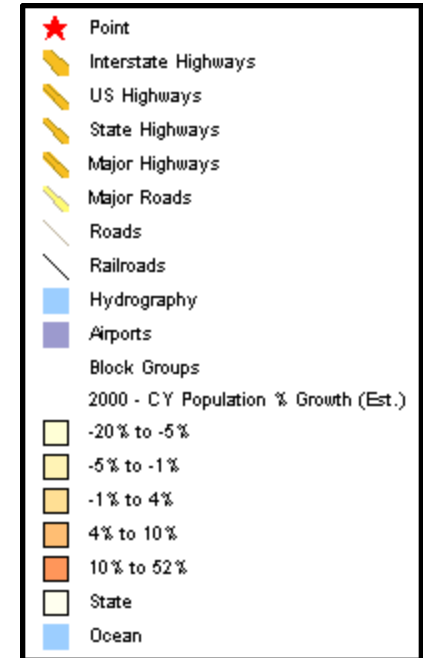 Point
Interstate Highways
US Highways
State Highways
Major Highways
Major Roads
Roads
Railroads
Hydrography
Airports
Block Groups
2000 - CY Population % Growth (Est.)
-20% to -5%
-5% to -1%
-1% to 4%
4% to 10%
10% to 52%
State
Ocean